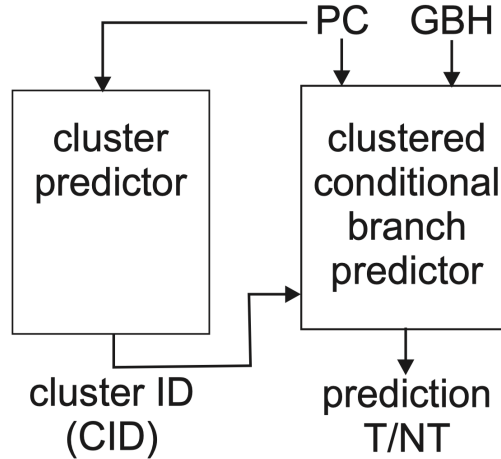 PC GBH
cluster
predictor
clustered
conditional
branch
predictor
cluster ID
(CID)
prediction
T/NT